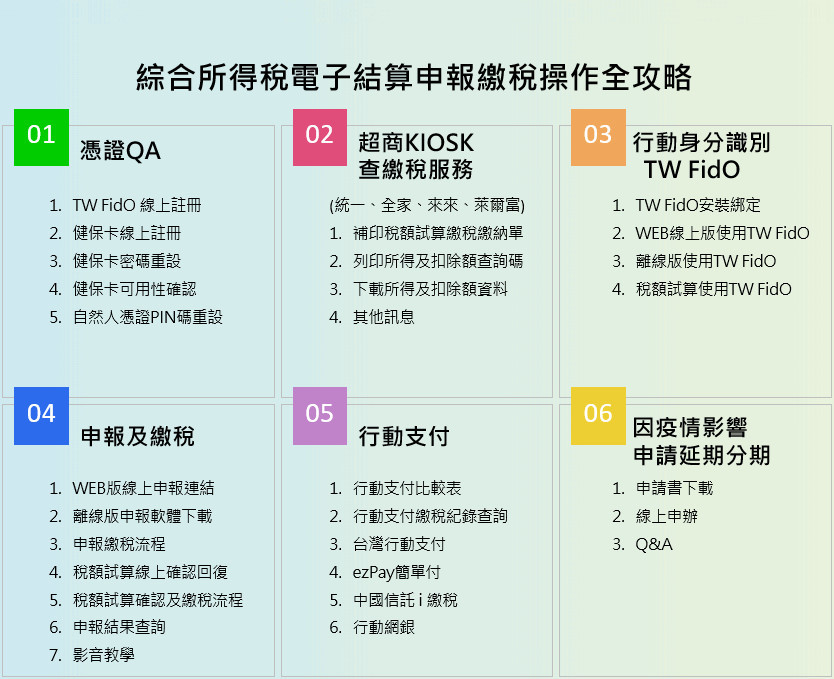 綜合所得稅電子結算申報繳稅操作全攻略
01
憑證QA
1. TW FidO 線上註冊
2. 健保卡線上註冊
3. 健保卡密碼重設
4. 健保卡可用性確認
5. 自然人憑證PIN碼重設
02
超商KIOSK
查繳稅服務
(統一、全家、來來、萊爾富)
1. 補印稅額試算繳稅繳納單
2. 列印所得及扣除額查詢碼
3. 下載所得及扣除額資料
4. 其他訊息
03
行動身分識別
TW FidO
1. TW FidO安裝綁定
2. WEB線上版使用TW FidO
3. 離線版使用TW FidO
4. 稅額試算使用TW FidO
04
申報及繳稅
1. WEB版線上申報連結
2. 離線版申報軟體下載
3. 申報繳稅流程
4. 稅額試算線上確認回復
5. 稅額試算確認及繳稅流程
6. 申報結果查詢
7. 影音教學
05
行動支付
1. 行動支付比較表
2. 行動支付繳稅紀錄查詢
3. 台灣行動支付
4. ezPay簡單付
5. 中國信託 i 繳稅
6. 行動網銀
06
因疫情影響
申請延期分期
1. 申請書下載
2. 線上申辦
3. Q&A